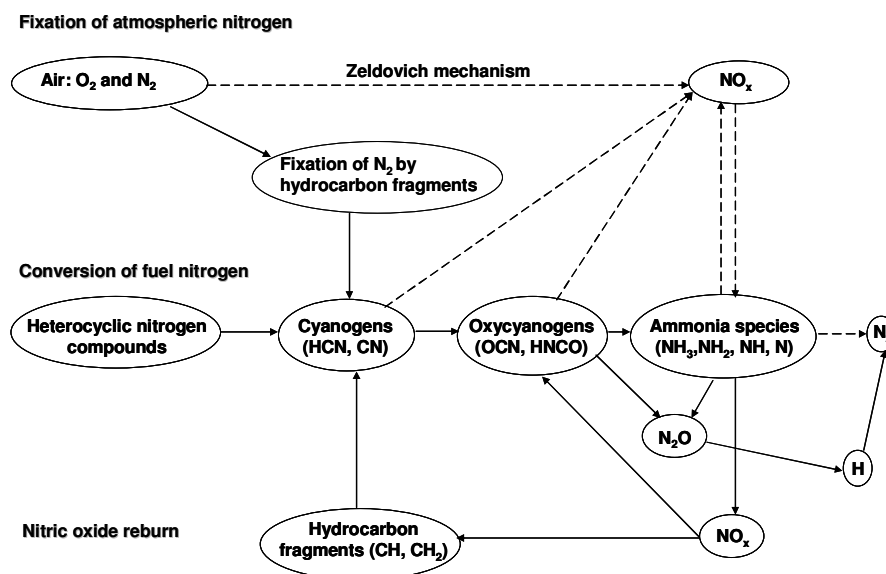 Fixation of atmospheric nitrogen
Air: O₂ and N₂
Zeldovich mechanism
NOₓ
Fixation of N₂ by
hydrocarbon fragments
Conversion of fuel nitrogen
Heterocyclic nitrogen
compounds
Cyanogens
(HCN, CN)
Oxycyanogens
(OCN, HNCO)
Ammonia species
(NH₃,NH₂, NH, N)
N
N₂O
H
Nitric oxide reburn
Hydrocarbon
fragments (CH, CH₂)
NOₓ